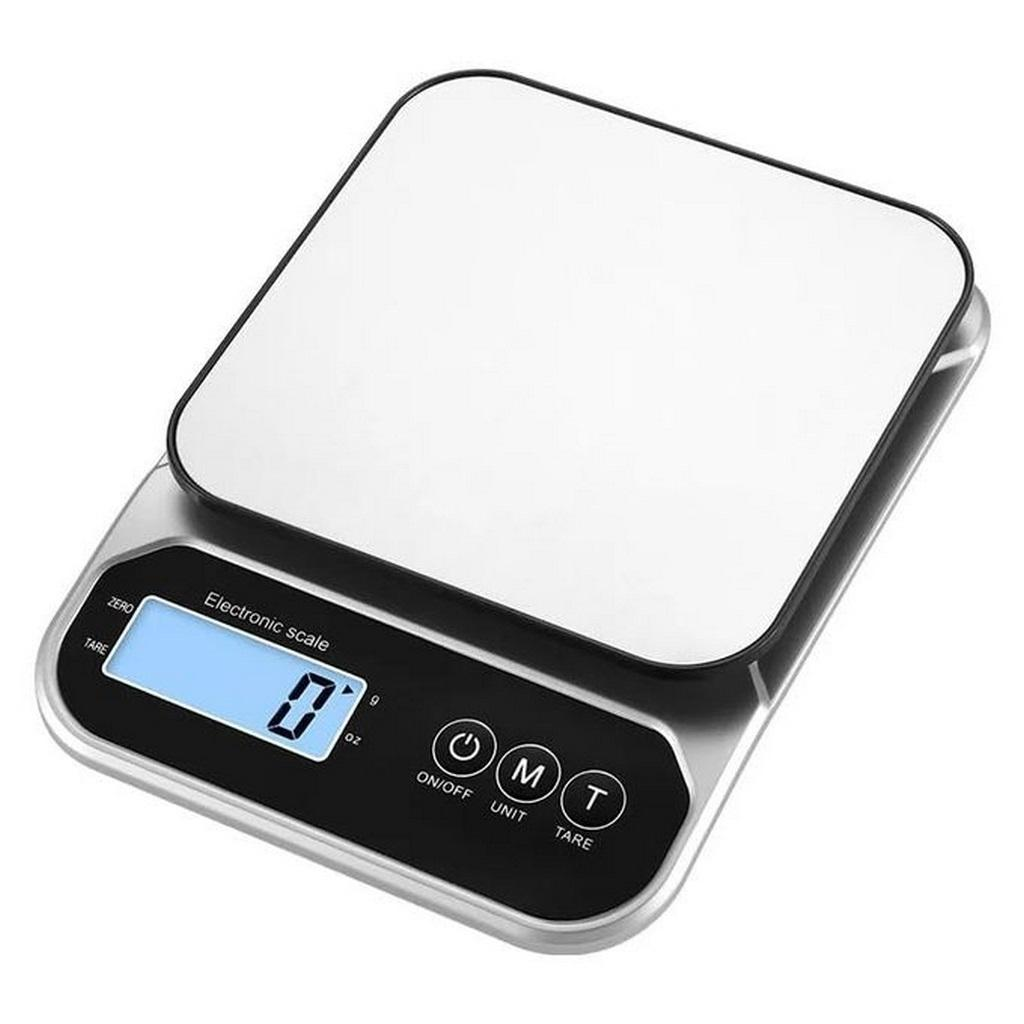 Electronic scale
ZERO
TARE
0
g
oz
M
T
ON/OFF
UNIT
TARE